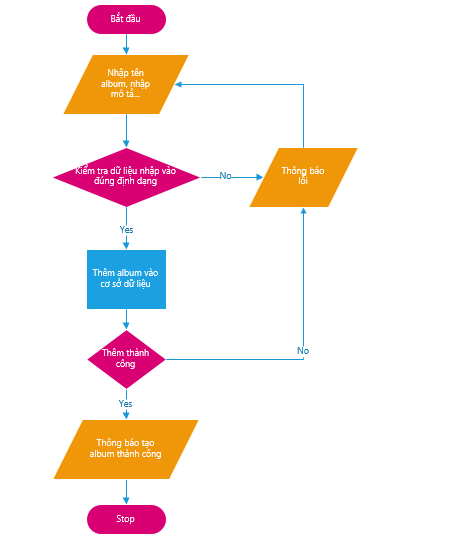 Bắt đầu
Nhập tên
album, nhập
mô tả...
Kiểm tra dữ liệu nhập vào
đúng định dạng
No
Thông báo
lỗi
Yes
Thêm album vào
cơ sở dữ liệu
Thêm thành
công
No
Yes
Thông báo tạo
album thành công
Stop